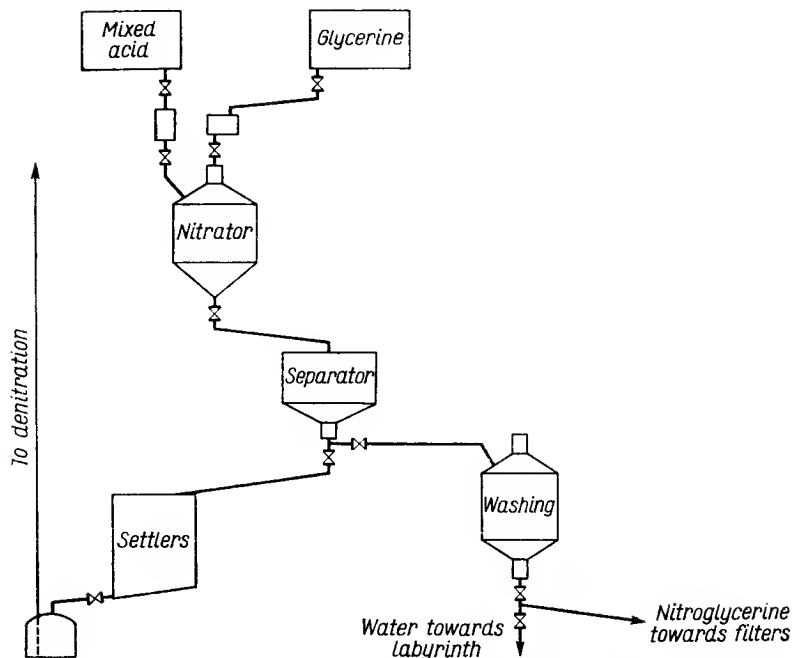 Mixed
acid
Glycerine
Nitrator
To denitration
Separator
Settlers
Washing
Water towards
labyrinth
Nitroglycerine
towards filters